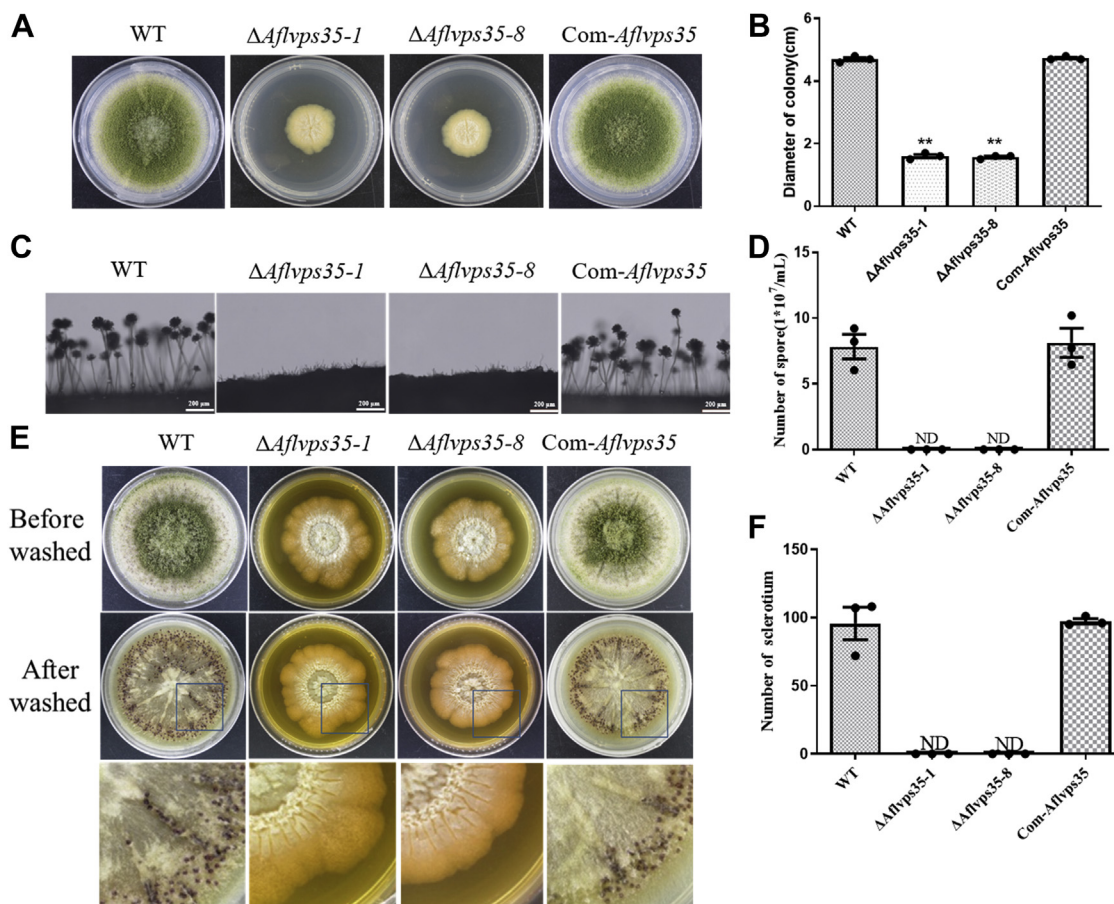 A
WT
ΔAflvps35-1
ΔAflvps35-8
Com-Aflvps35
B
Diameter of colony(cm)
6
4
2
0
**
**
WT
ΔAflvps35-1
ΔAflvps35-8
Com-Aflvps35
C
WT
ΔAflvps35-1
ΔAflvps35-8
Com-Aflvps35
200 μm
200 μm
200 μm
200 μm
D
Number of spore(1*10^7/mL)
15
10
5
0
ND
ND
WT
ΔAflvps35-1
ΔAflvps35-8
Com-Aflvps35
E
WT
ΔAflvps35-1
ΔAflvps35-8
Com-Aflvps35
Before
washed
After
washed
F
Number of sclerotium
150
100
50
0
ND
ND
WT
ΔAflvps35-1
ΔAflvps35-8
Com-Aflvps35